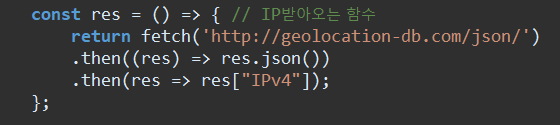 const res = () => { // IP받아오는 함수
return fetch('http://geolocation-db.com/json/')
.then((res) => res.json())
.then(res => res["IPv4"]);
};